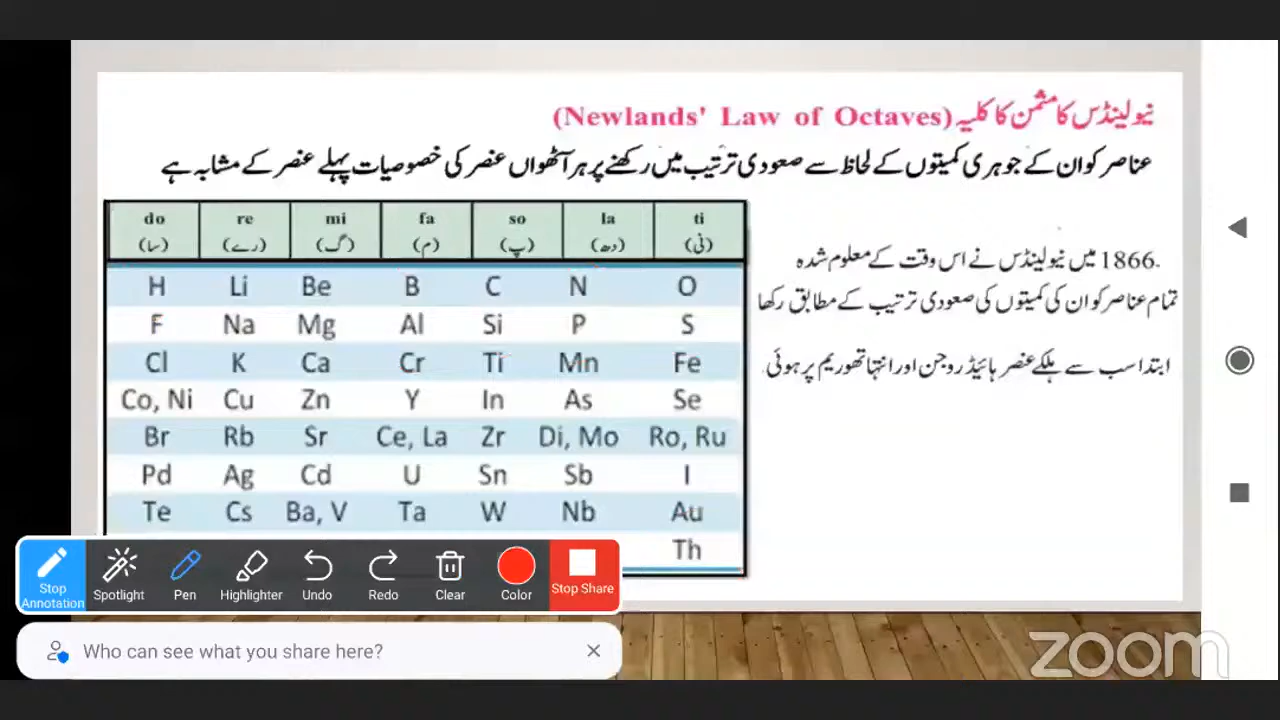 نیولینڈس کا مثمن کا کلیہ (Newlands' Law of Octaves)
عناصر کو ان کے جوہری کمیتوں کے لحاظ سے صعودی ترتیب میں رکھنے پر ہر آٹھواں عنصر کی خصوصیات پہلے عنصر کے مشابہ ہے
do re mi fa so la ti
(سا) (رے) (گ) (م) (پ) (دھ) (نی)
H Li Be B C N O
F Na Mg Al Si P S
Cl K Ca Cr Ti Mn Fe
Co, Ni Cu Zn Y In As Se
Br Rb Sr Ce, La Zr Di, Mo Ro, Ru
Pd Ag Cd U Sn Sb I
Te Cs Ba, V Ta W Nb Au
Th
.1866 میں نیولینڈس نے اس وقت کے معلوم شدہ
تمام عناصر کو ان کی کمیتوں کی صعودی ترتیب کے مطابق رکھا
ابتدا سب سے ہلکے عنصر ہائیڈروجن اور انتہا تھوریم پر ہوئی
Stop Annotation
Spotlight
Pen
Highlighter
Undo
Redo
Clear
Color
Stop Share
Who can see what you share here?
zoom